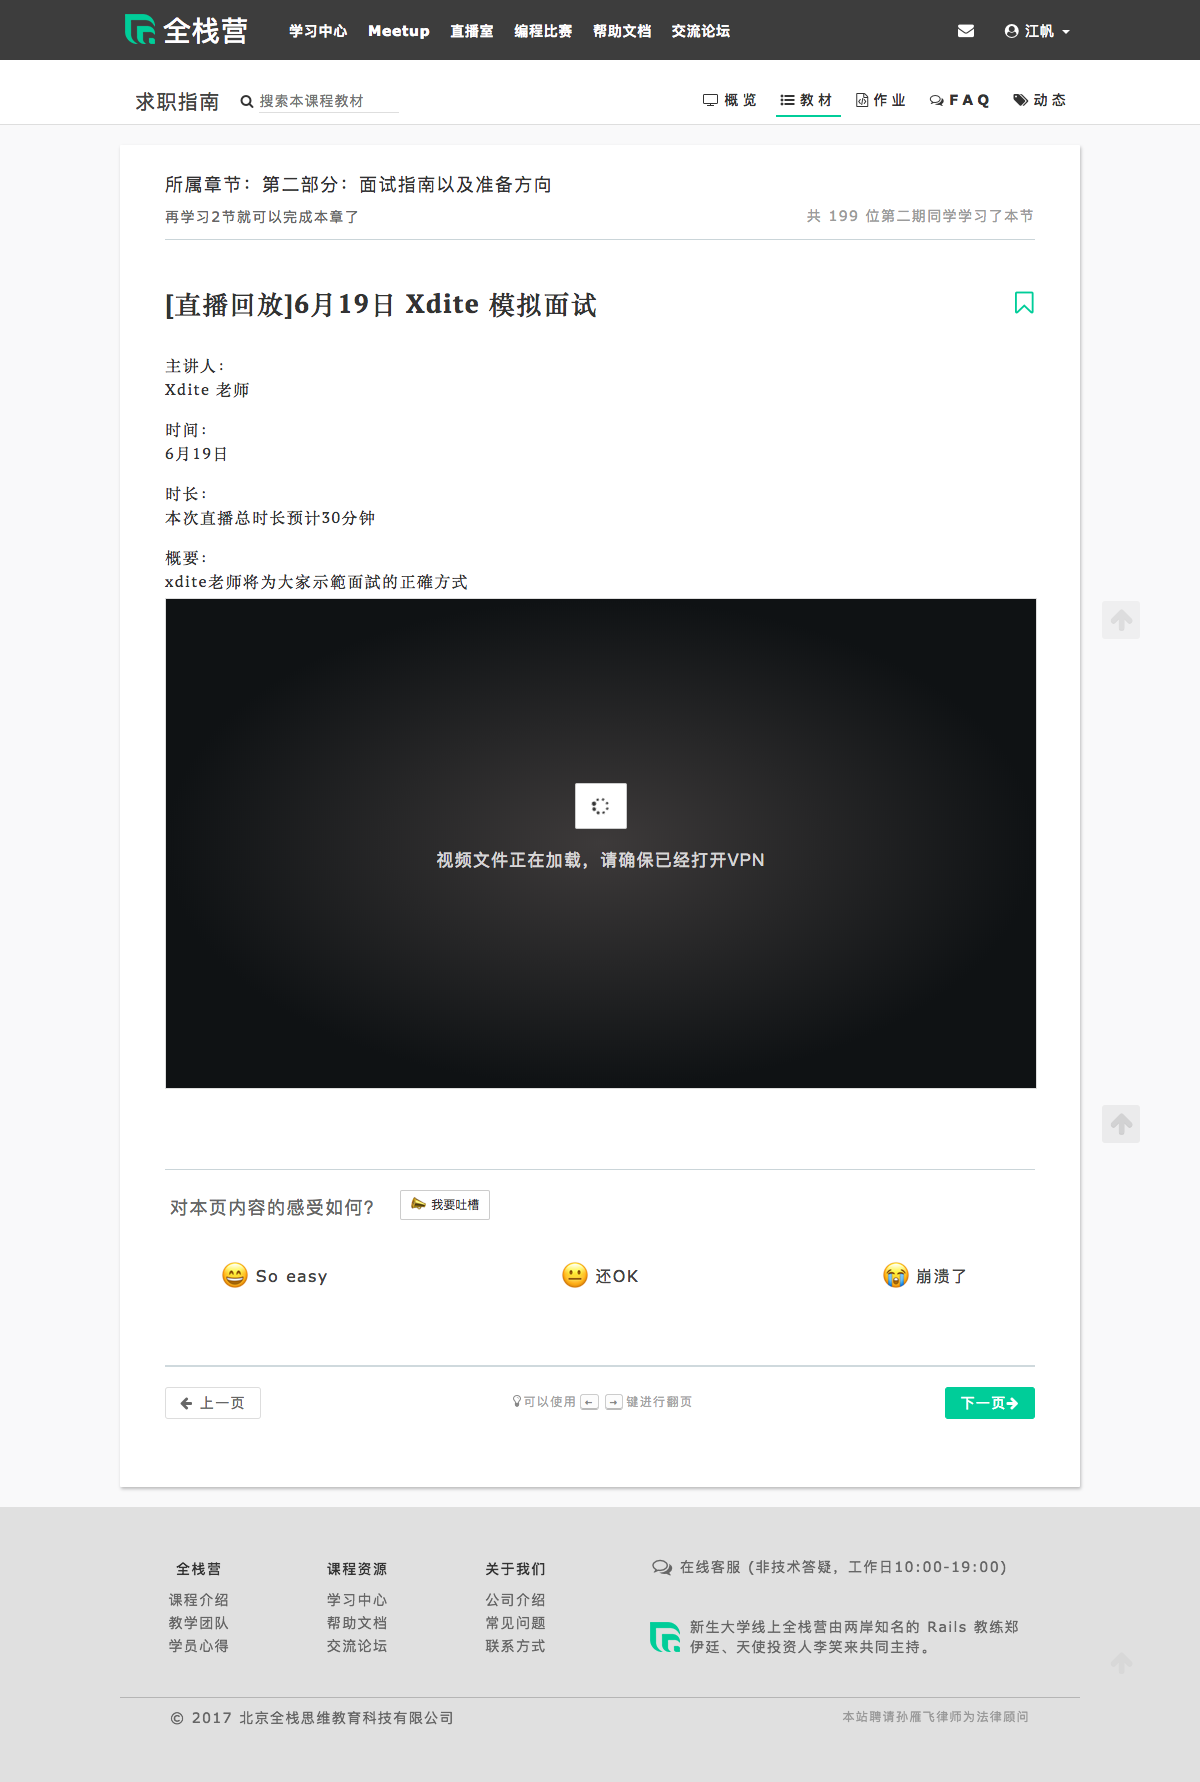 全栈营
学习中心 Meetup 直播室 编程比赛 帮助文档 交流论坛 江帆
求职指南 搜索本课程教材 概览 教材 作业 FAQ 动态
所属章节：第二部分：面试指南以及准备方向
再学习2节就可以完成本章了
共 199 位第二期同学学习了本节
[直播回放]6月19日 Xdite 模拟面试
主讲人：
Xdite 老师
时间：
6月19日
时长：
本次直播总时长预计30分钟
概要：
xdite老师将为大家示範面試的正確方式
视频文件正在加载，请确保已经打开VPN
对本页内容的感受如何? 我要吐槽
So easy 还OK 崩溃了
上一页 可以使用 ← → 键进行翻页 下一页
全栈营 课程资源 关于我们 在线客服 (非技术答疑，工作日10:00-19:00)
课程介绍 学习中心 公司介绍
教学团队 帮助文档 常见问题
学员心得 交流论坛 联系方式
新生大学线上全栈营由两岸知名的 Rails 教练郑
伊廷、天使投资人李笑来共同主持。
© 2017 北京全栈思维教育科技有限公司
本站聘请孙雁飞律师为法律顾问